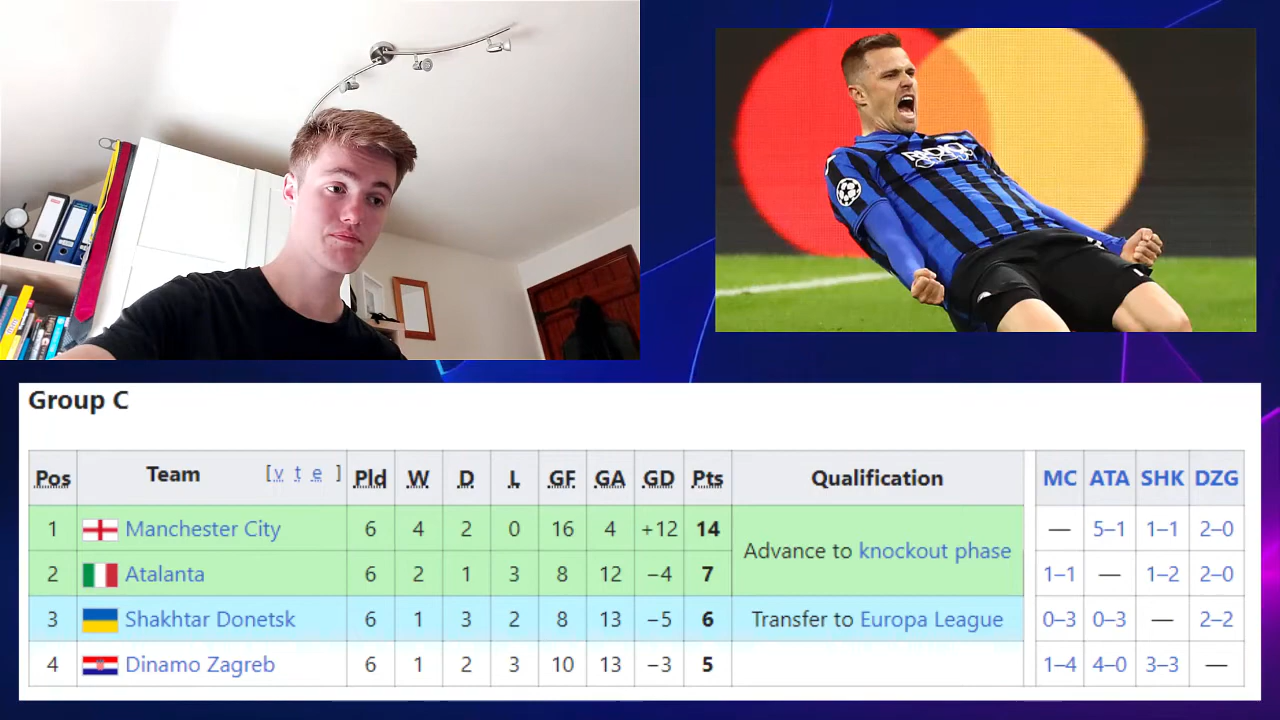 Group C
Pos Team [v t e] Pld W D L GF GA GD Pts Qualification MC ATA SHK DZG
1 Manchester City 6 4 2 0 16 4 +12 14 Advance to knockout phase — 5–1 1–1 2–0
2 Atalanta 6 2 1 3 8 12 −4 7 1–1 — 1–2 2–0
3 Shakhtar Donetsk 6 1 3 2 8 13 −5 6 Transfer to Europa League 0–3 0–3 — 2–2
4 Dinamo Zagreb 6 1 2 3 10 13 −3 5 1–4 4–0 3–3 —